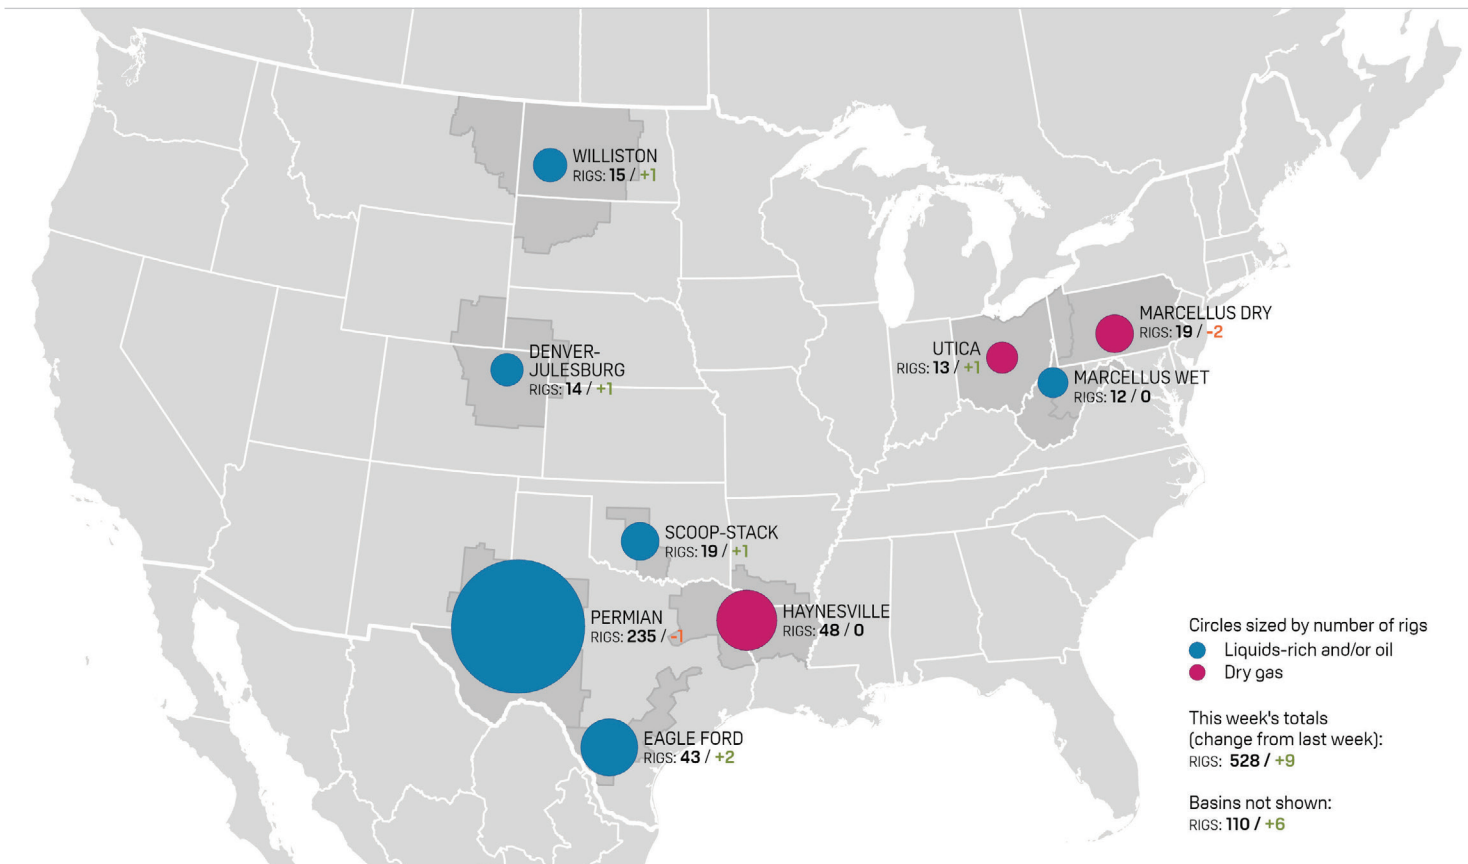 WILLISTON
RIGS: 15 / +1
DENVER-
JULESBURG
RIGS: 14 / +1
UTICA
RIGS: 13 / +1
MARCELLUS DRY
RIGS: 19 / -2
MARCELLUS WET
RIGS: 12 / 0
SCOOP-STACK
RIGS: 19 / +1
PERMIAN
RIGS: 235 / -1
HAYNESVILLE
RIGS: 48 / 0
EAGLE FORD
RIGS: 43 / +2
Circles sized by number of rigs
Liquids-rich and/or oil
Dry gas
This week's totals
(change from last week):
RIGS: 528 / +9
Basins not shown:
RIGS: 110 / +6